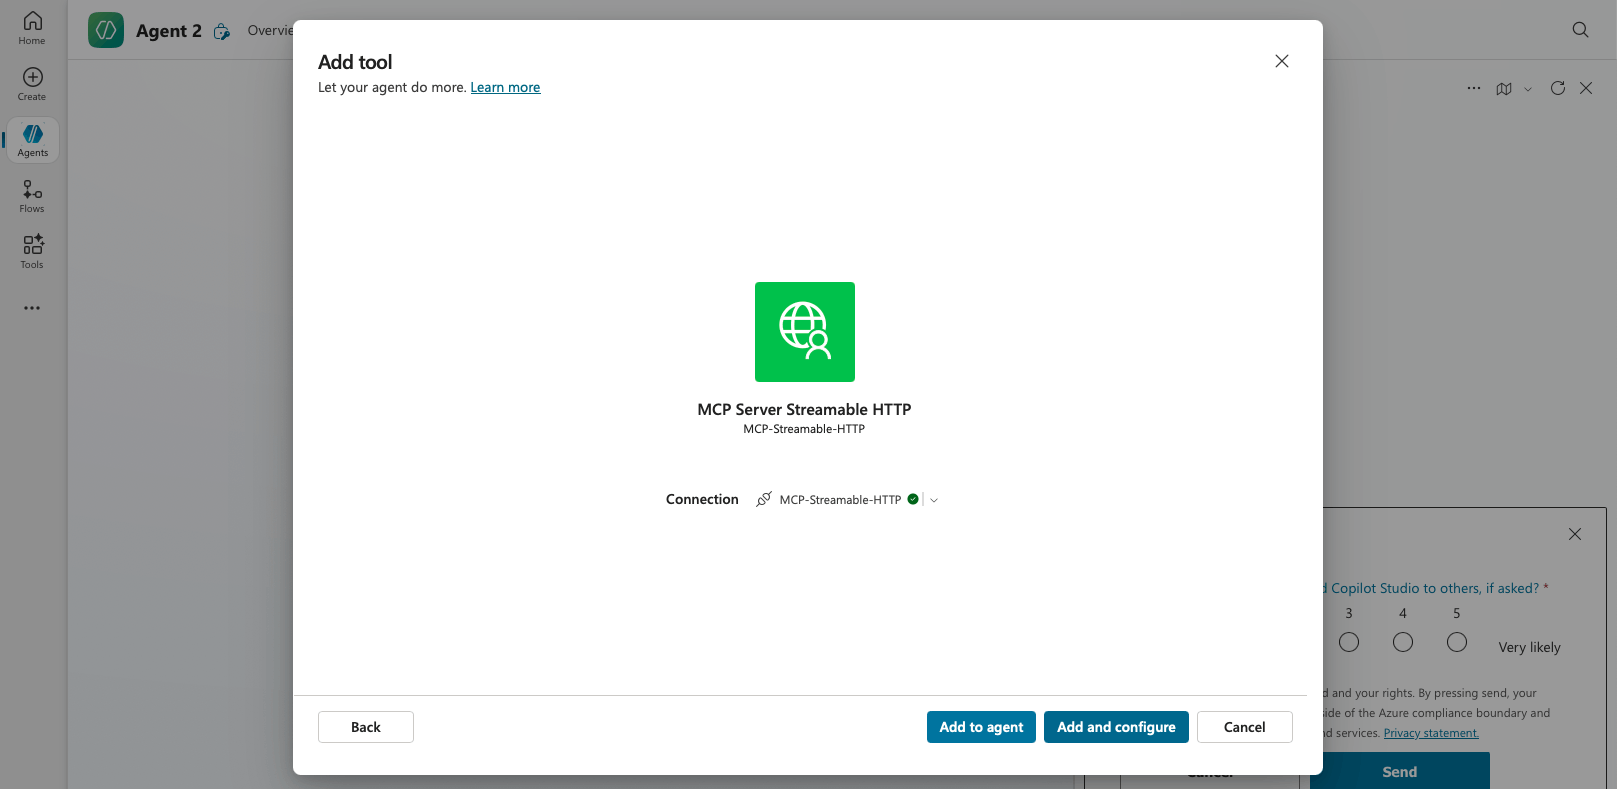 Home
Create
Agents
Flows
Tools
Agent 2
Add tool
Let your agent do more. Learn more
MCP Server Streamable HTTP
MCP-Streamable-HTTP
Connection MCP-Streamable-HTTP
Back
Add to agent
Add and configure
Cancel
Copilot Studio to others, if asked? *
3 4 5
Very likely
and your rights. By pressing send, your
of the Azure compliance boundary and
services. Privacy statement.
Send